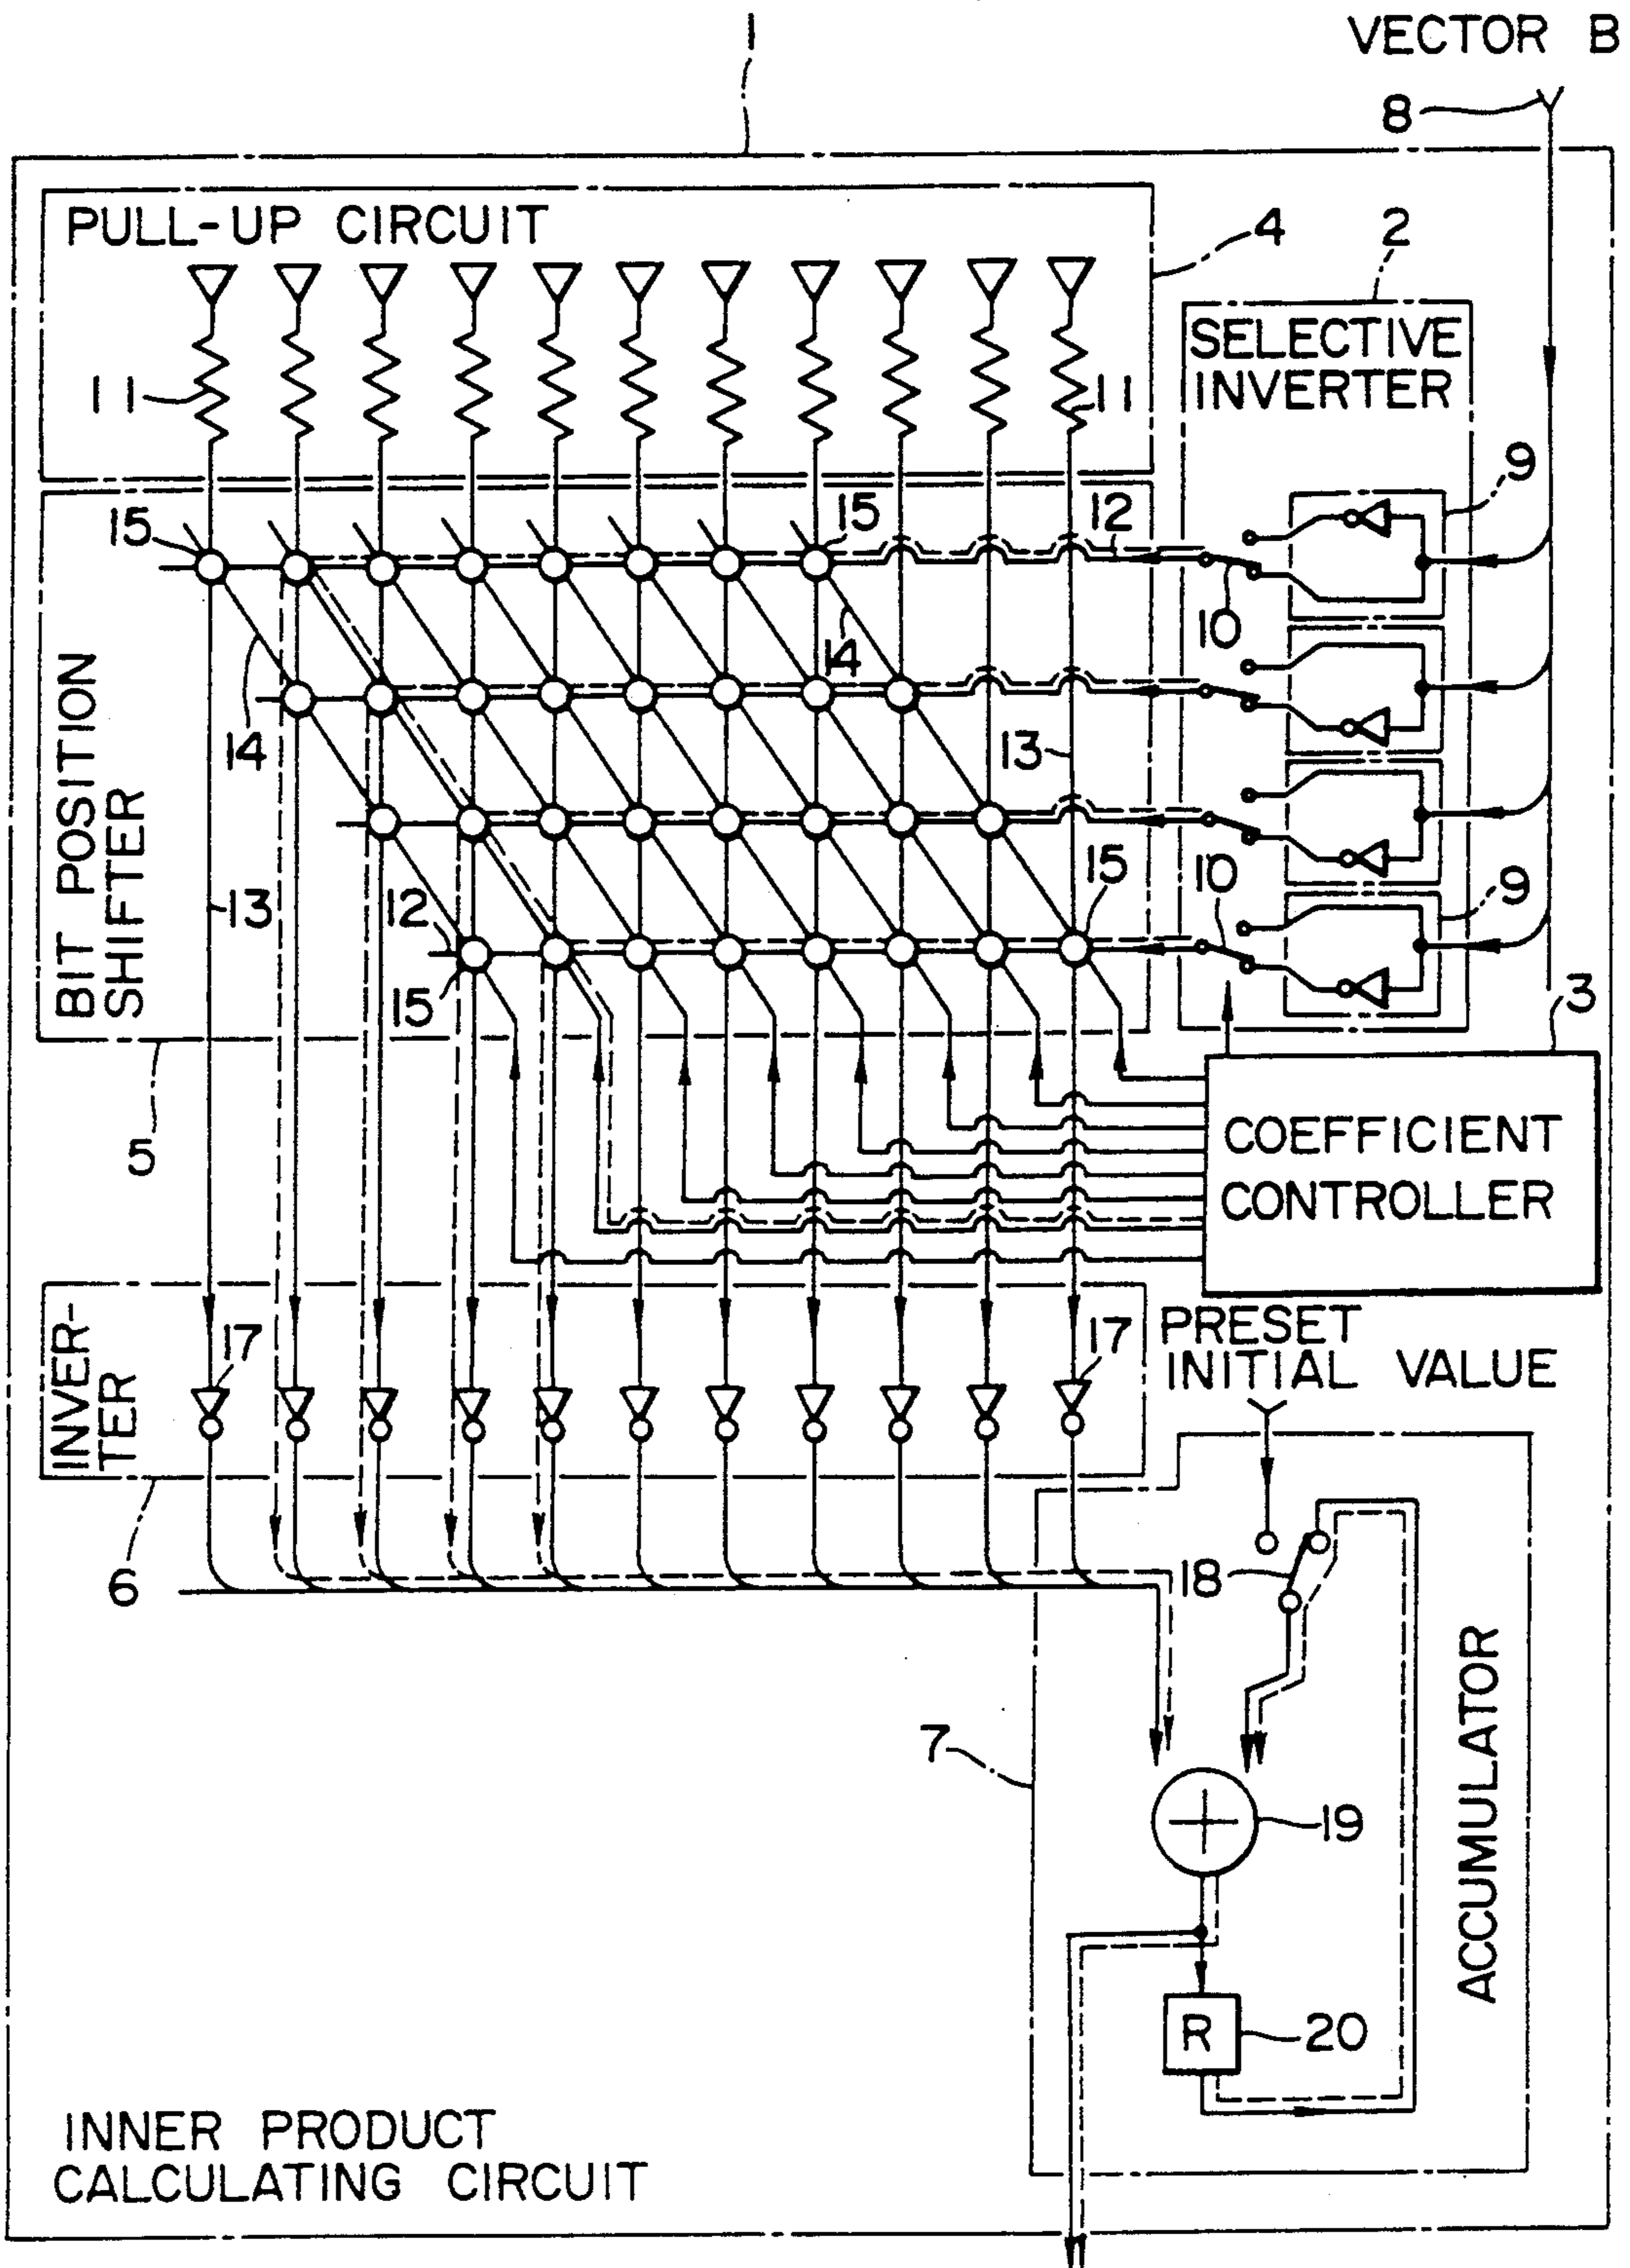 1
VECTOR B
8
PULL-UP CIRCUIT
4
2
SELECTIVE
INVERTER
11
11
9
15
15
12
10
14
14
BIT POSITION
SHIFTER
13
13
12
15
10
9
15
3
5
COEFFICIENT
CONTROLLER
INVER-
TER
17
17
PRESET
INITIAL VALUE
6
18
7
ACCUMULATOR
19
R
20
INNER PRODUCT
CALCULATING CIRCUIT